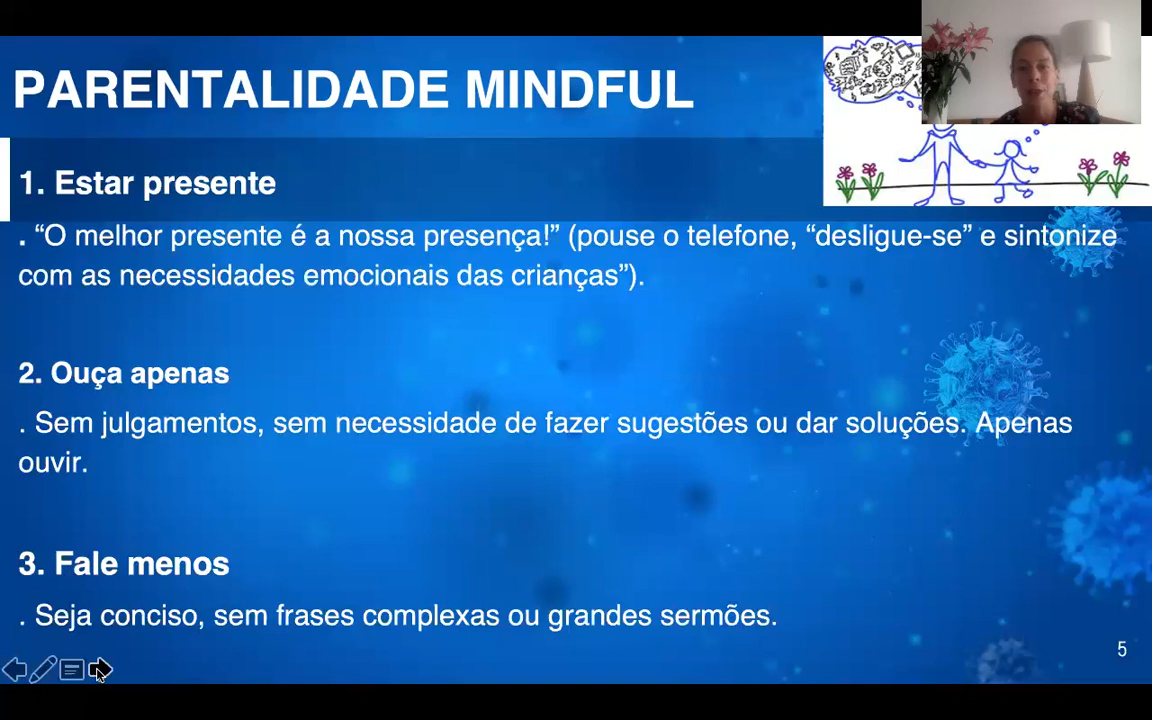 PARENTALIDADE MINDFUL
1. Estar presente
. “O melhor presente é a nossa presença!” (pouse o telefone, “desligue-se” e sintonize
com as necessidades emocionais das crianças”).
2. Ouça apenas
. Sem julgamentos, sem necessidade de fazer sugestões ou dar soluções. Apenas
ouvir.
3. Fale menos
. Seja conciso, sem frases complexas ou grandes sermões.
5